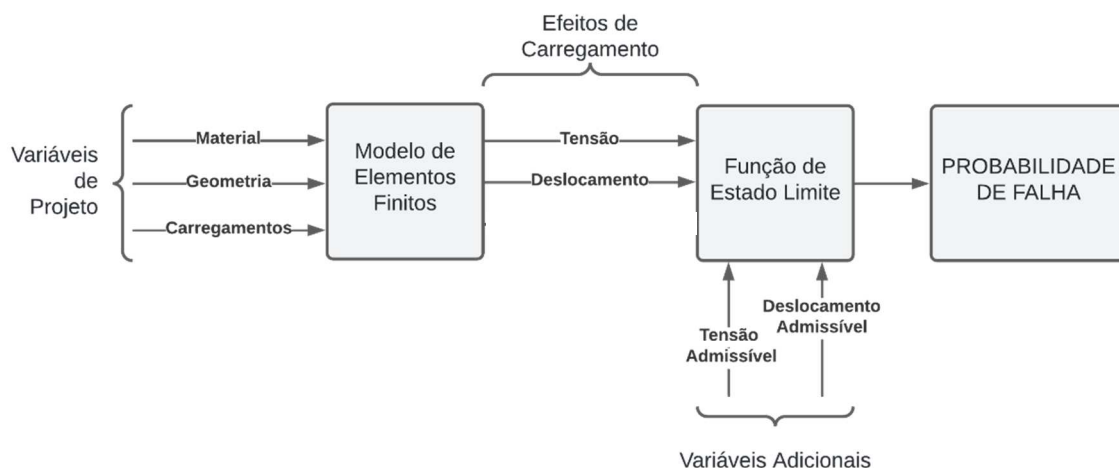 Efeitos de
Carregamento
Variáveis
de
Projeto
Material
Geometria
Carregamentos
Modelo de
Elementos
Finitos
Tensão
Deslocamento
Função de
Estado Limite
PROBABILIDADE
DE FALHA
Tensão
Admissível
Deslocamento
Admissível
Variáveis Adicionais